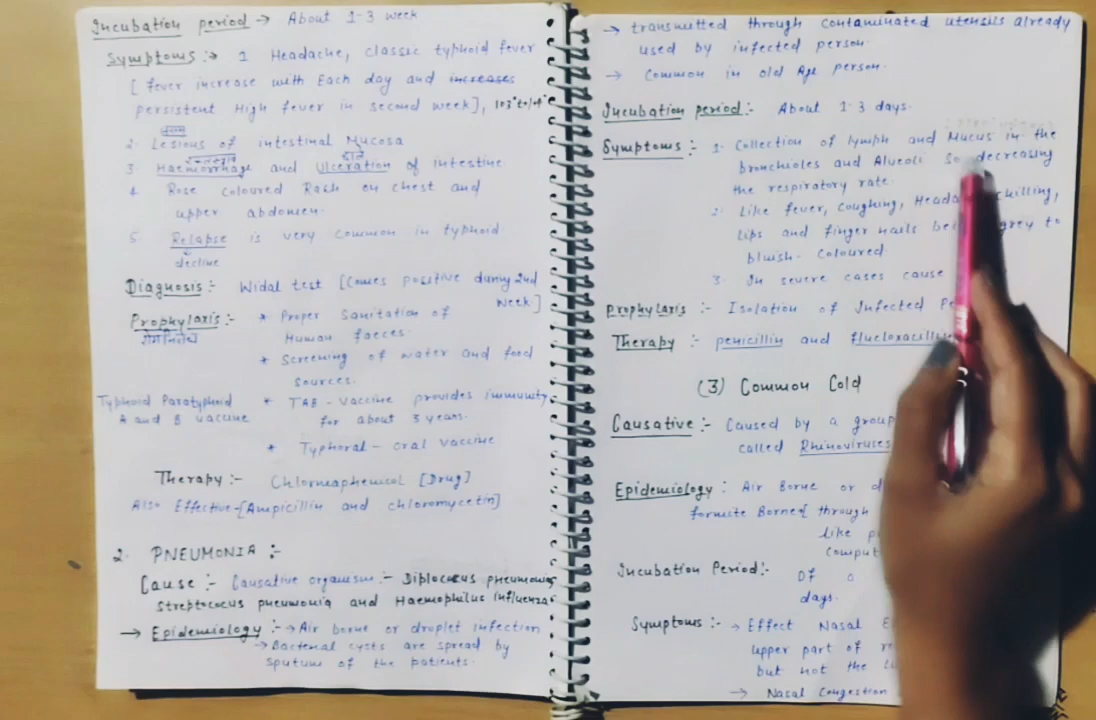 Incubation period → About 1-3 week
Symptoms :→ 1 Headache, classic typhoid fever
[ fever increase with Each day and increases
persistent High fever in second week], 103° to 104°
2. Lesions of intestinal Mucosa
3. Haemorrhage and Ulceration of intestine.
4 Rose coloured Rash on chest and
upper abdomen.
5. Relapse is very common in typhoid
decline
Diagnosis :- Widal test [Comes positive during 2nd
Week]
Prophylaxis :- * Proper Sanitation of
रोगनिरोध Human faeces.
* Screening of water and food
sources.
Typhoid Paratyphoid * TAB - vaccine provides immunity
A and B vaccine for about 3 years.
* Typhoral - oral vaccine
Therapy :- Chlormaphenicol [Drug]
Also Effective-[Ampicillin and chloromycetin]
2. PNEUMONIA :-
Cause :- Causative organism :- Diplococcus pneumonia,
Streptococus pneumonia and Haemophilus influenza
→ Epidemiology :- → Air borne or droplet infection
→ Bacterial cysts are spread by
sputum of the patients.
→ transmitted through contaminated utensils already
used by infected person.
→ Common in old Age person.
Incubation period :- About 1-3 days.
Symptoms :- 1. Collection of lymph and Mucus in the
bronchioles and Alveoli so decreasing
the respiratory rate.
2. Like fever, Coughing, chilling,
Lips and finger nails grey to
bluish - coloured
3. In severe cases cause
Prophylaxis :- Isolation of Infected
Therapy :- penicillin and
(3) Common Cold
Causative :- Caused by a group
called Rhinoviruses
Epidemiology : Air Borne or
formite Borne[ through
like
Incubation Period :- Of a
days.
Symptoms :- → Effect Nasal
upper part of
but not the
→ Nasal Congestion